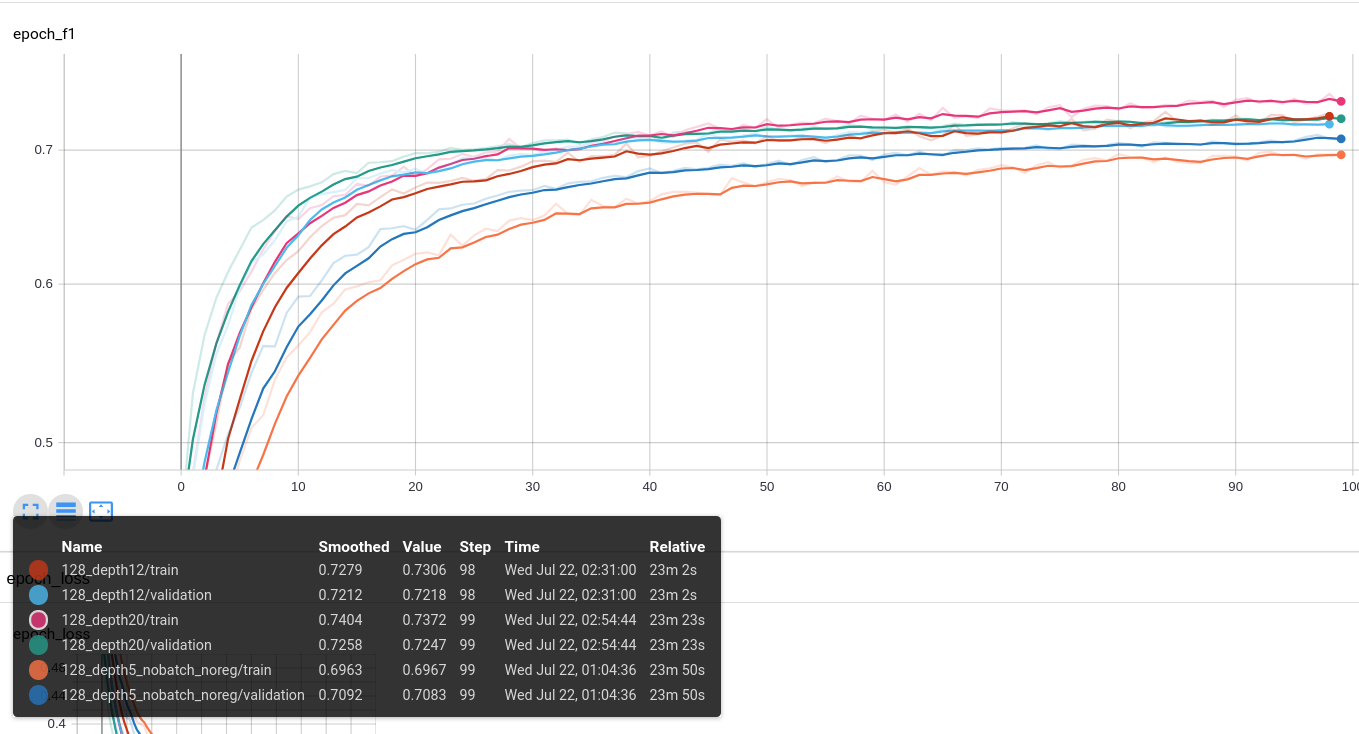 epoch_f1
0.7
0.6
0.5
0 10 20 30 40 50 60 70 80 90 100
Name Smoothed Value Step Time Relative
128_depth12/train 0.7279 0.7306 98 Wed Jul 22, 02:31:00 23m 2s
epoch_loss
128_depth12/validation 0.7212 0.7218 98 Wed Jul 22, 02:31:00 23m 2s
128_depth20/train 0.7404 0.7372 99 Wed Jul 22, 02:54:44 23m 23s
epoch_loss
128_depth20/validation 0.7258 0.7247 99 Wed Jul 22, 02:54:44 23m 23s
128_depth5_nobatch_noreg/train 0.6963 0.6967 99 Wed Jul 22, 01:04:36 23m 50s
128_depth5_nobatch_noreg/validation 0.7092 0.7083 99 Wed Jul 22, 01:04:36 23m 50s
0.4